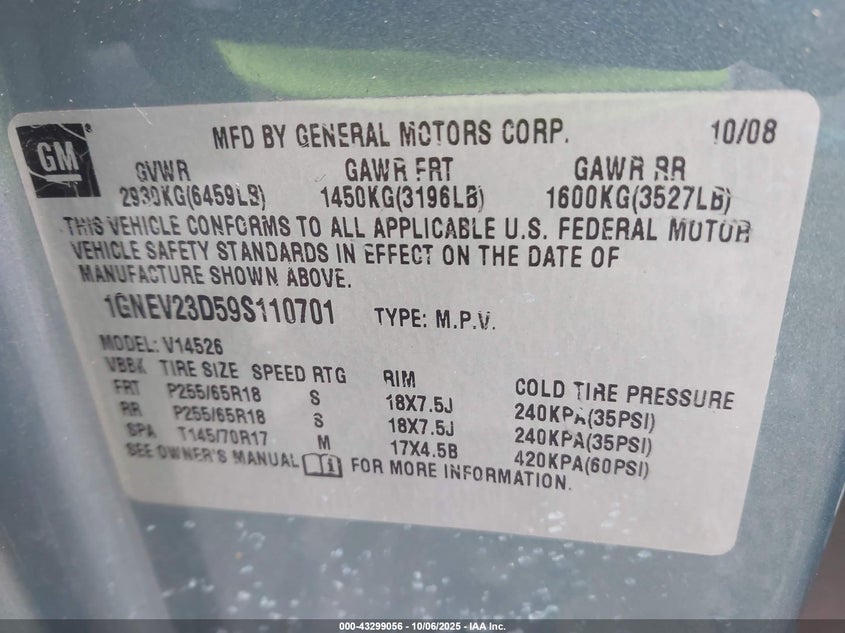 GM
MFD BY GENERAL MOTORS CORP. 10/08
GVWR GAWR FRT GAWR RR
2930KG(6459LB) 1450KG(3196LB) 1600KG(3527LB)
THIS VEHICLE CONFORMS TO ALL APPLICABLE U.S. FEDERAL MOTOR
VEHICLE SAFETY STANDARDS IN EFFECT ON THE DATE OF
MANUFACTURE SHOWN ABOVE.
1GNEV23D59S110701 TYPE: M.P.V.
MODEL: V14526
VBBK TIRE SIZE SPEED RTG RIM COLD TIRE PRESSURE
FRT P255/65R18 S 18X7.5J 240KPA(35PSI)
RR P255/65R18 S 18X7.5J 240KPA(35PSI)
SPA T145/70R17 M 17X4.5B 420KPA(60PSI)
SEE OWNER'S MANUAL FOR MORE INFORMATION.
000-43299056 - 10/06/2025 - IAA Inc.